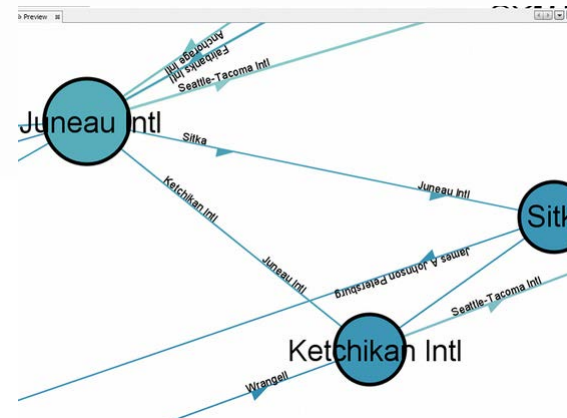 Preview
Anchorage Intl
Fairbanks Intl
Seattle-Tacoma Intl
Juneau Intl
Sitka
Juneau Intl
Ketchikan Intl
Sitk
James A Johnson Petersburg
Juneau Intl
Seattle-Tacoma Intl
Ketchikan Intl
Wrangell